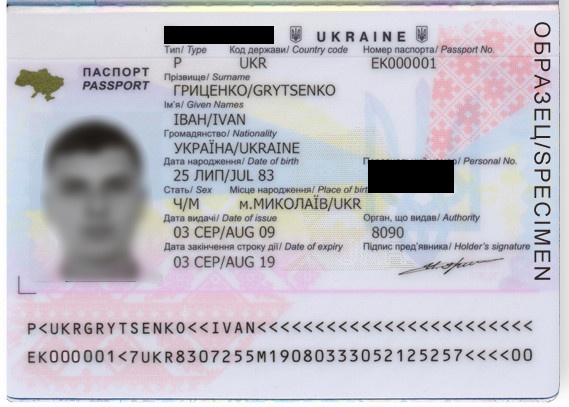 UKRAINE
Тип/ Type Код держави/ Country code Номер паспорта/ Passport No.
P UKR EK000001
ПАСПОРТ
PASSPORT
Прізвище/ Surname
ГРИЦЕНКО/GRYTSENKO
Ім'я/ Given Names
ІВАН/IVAN
Громадянство/ Nationality
УКРАЇНА/UKRAINE
Дата народження/ Date of birth Personal No.
25 ЛИП/JUL 83
Стать/ Sex Місце народження/ Place of birth
Ч/M м.МИКОЛАЇВ/UKR
Дата видачі/ Date of issue Орган, що видав/ Authority
03 СЕР/AUG 09 8090
Дата закінчення строку дії/ Date of expiry Підпис пред'явника/ Holder's signature
03 СЕР/AUG 19
ОБРАЗЕЦ/SPECIMEN
P<UKRGRYTSENKO<<IVAN<<<<<<<<<<<<<<<<<<<<<<<<
EK000001<7UKR8307255M19080333052125257<<<<00